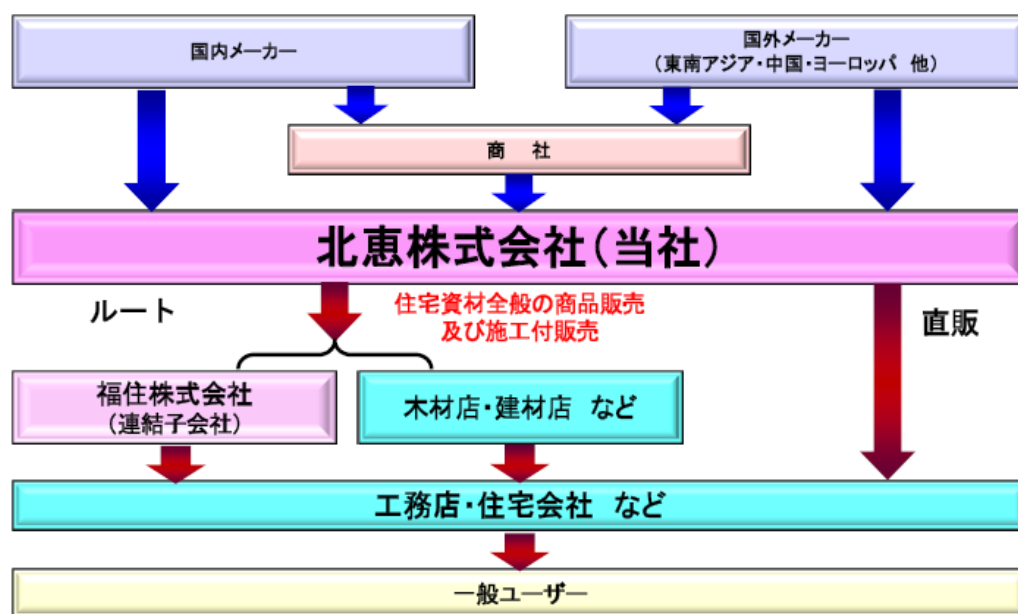 国内メーカー
国外メーカー
(東南アジア・中国・ヨーロッパ 他)
商 社
北恵株式会社(当社)
ルート
住宅資材全般の商品販売
及び施工付販売
直販
福住株式会社
(連結子会社)
木材店・建材店 など
工務店・住宅会社 など
一般ユーザー